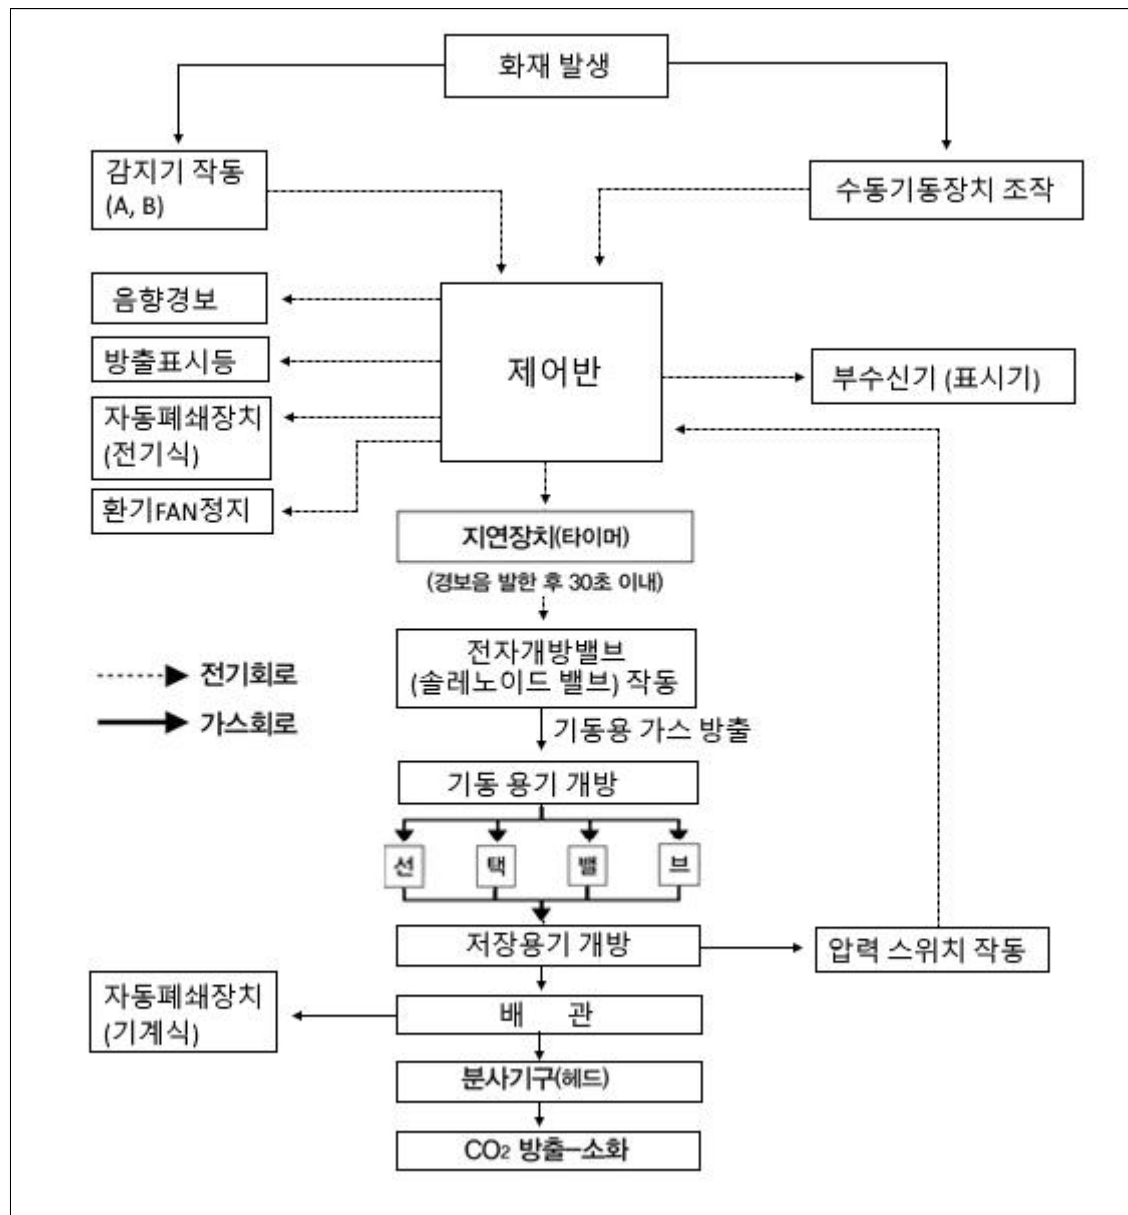 화재 발생
감지기 작동
(A, B)
수동기동장치 조작
음향경보
방출표시등
자동폐쇄장치
(전기식)
환기FAN정지
제어반
부수신기 (표시기)
지연장치(타이머)
(경보음 발한 후 30초 이내)
전자개방밸브
(솔레노이드 밸브) 작동
전기회로
가스회로
기동용 가스 방출
기동 용기 개방
선 택 밸 브
저장용기 개방
압력 스위치 작동
자동폐쇄장치
(기계식)
배 관
분사기구(헤드)
CO₂ 방출-소화